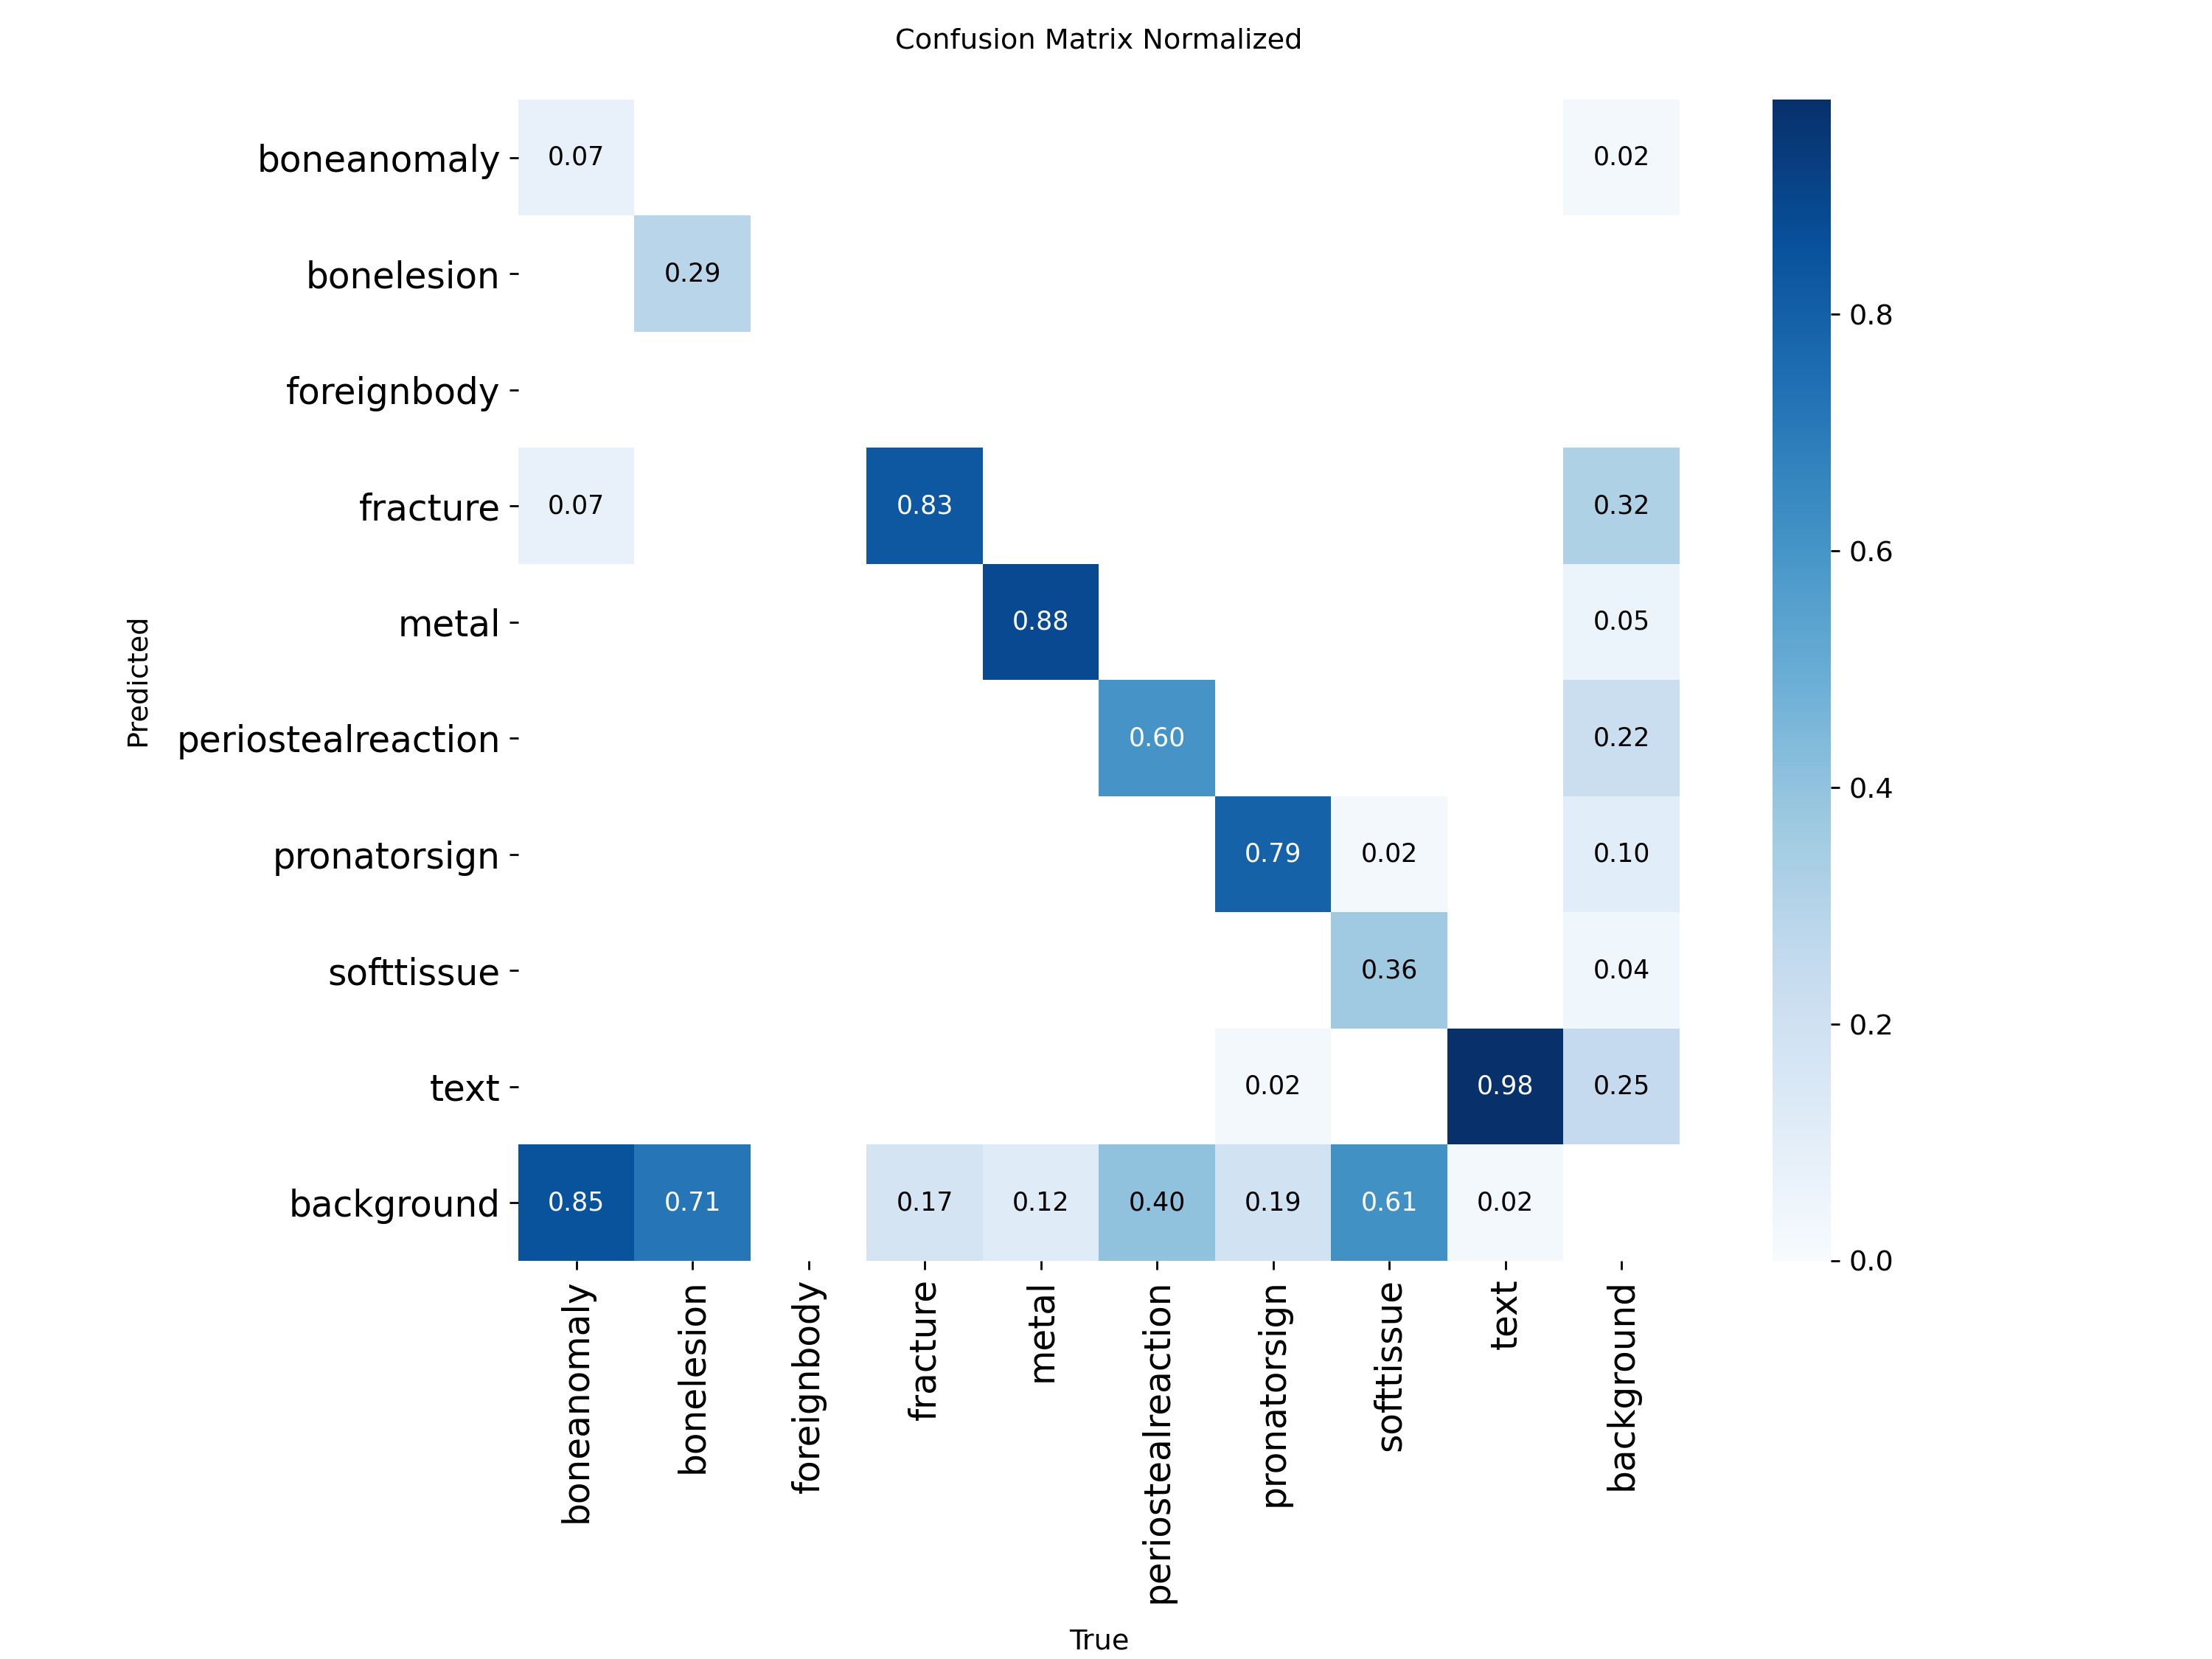 Confusion Matrix Normalized
boneanomaly 0.07 0.02
bonelesion 0.29
foreignbody
fracture 0.07 0.83 0.32
metal 0.88 0.05
periostealreaction 0.60 0.22
pronatorsign 0.79 0.02 0.10
softtissue 0.36 0.04
text 0.02 0.98 0.25
background 0.85 0.71 0.17 0.12 0.40 0.19 0.61 0.02
Predicted
boneanomaly
bonelesion
foreignbody
fracture
metal
periostealreaction
pronatorsign
softtissue
text
background
True
0.8
0.6
0.4
0.2
0.0